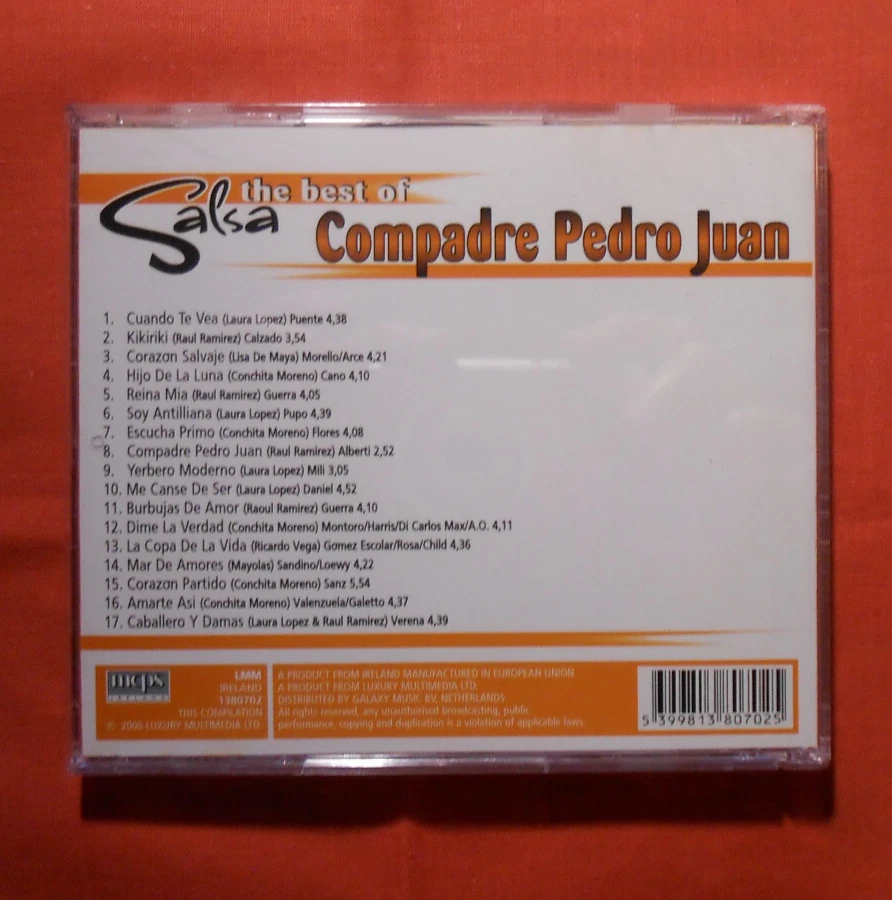 the best of
Salsa
Compadre Pedro Juan
1. Cuando Te Vea (Laura Lopez) Puente 4,38
2. Kikiriki (Raul Ramirez) Calzado 3,54
3. Corazon Salvaje (Lisa De Maya) Morello/Arce 4,21
4. Hijo De La Luna (Conchita Moreno) Cano 4,10
5. Reina Mia (Raul Ramirez) Guerra 4,05
6. Soy Antilliana (Laura Lopez) Pupo 4,39
7. Escucha Primo (Conchita Moreno) Flores 4,08
8. Compadre Pedro Juan (Raul Ramirez) Alberti 2,52
9. Yerbero Moderno (Laura Lopez) Mili 3,05
10. Me Canse De Ser (Laura Lopez) Daniel 4,52
11. Burbujas De Amor (Raoul Ramirez) Guerra 4,10
12. Dime La Verdad (Conchita Moreno) Montoro/Harris/Di Carlos Max/A.O. 4,11
13. La Copa De La Vida (Ricardo Vega) Gomez Escolar/Rosa/Child 4,36
14. Mar De Amores (Mayolas) Sandino/Loewy 4,22
15. Corazon Partido (Conchita Moreno) Sanz 5,54
16. Amarte Asi (Conchita Moreno) Valenzuela/Galetto 4,37
17. Caballero Y Damas (Laura Lopez & Raul Ramirez) Verena 4,39
mcps
IRELAND
LMM
IRELAND
1380702
THIS COMPILATION
℗ 2006 LUXURY MULTIMEDIA LTD
A PRODUCT FROM IRELAND MANUFACTURED IN EUROPEAN UNION
A PRODUCT FROM LUXURY MULTIMEDIA LTD
DISTRIBUTED BY GALAXY MUSIC BV, NETHERLANDS
All rights reserved, any unauthorised broadcasting, public
performance, copying and duplication is a violation of applicable laws.
5 399813 807025